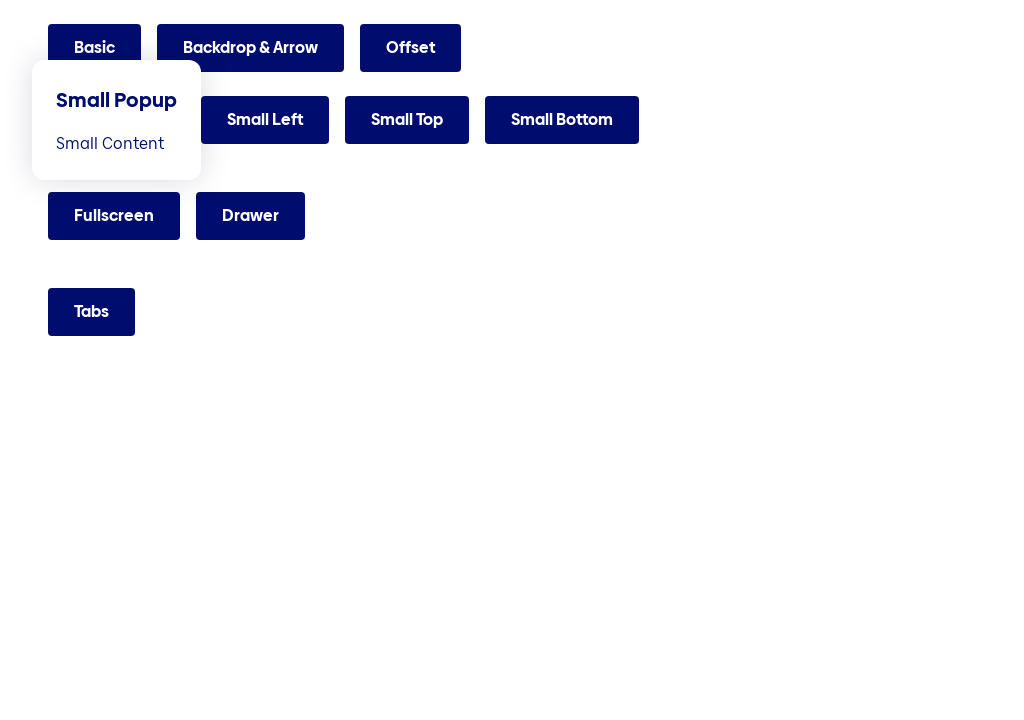 Basic
Backdrop & Arrow
Offset
Small Popup
Small Content
Small Left
Small Top
Small Bottom
Fullscreen
Drawer
Tabs